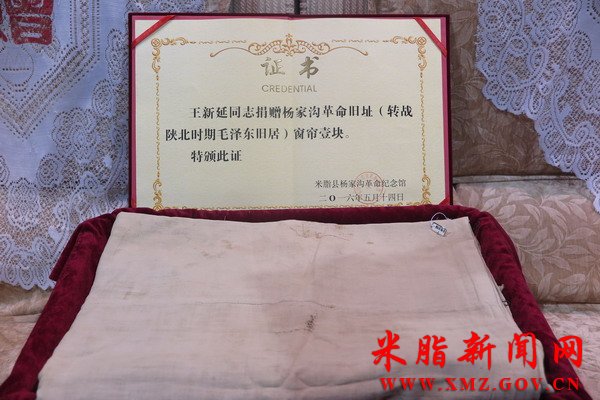 证书
CREDENTIAL
王新延同志捐赠杨家沟革命旧址（转战
陕北时期毛泽东旧居）窗帘壹块。
特颁此证
米脂县杨家沟革命纪念馆
二〇一六年五月十四日
米脂新闻网
WWW.XMZ.GOV.CN